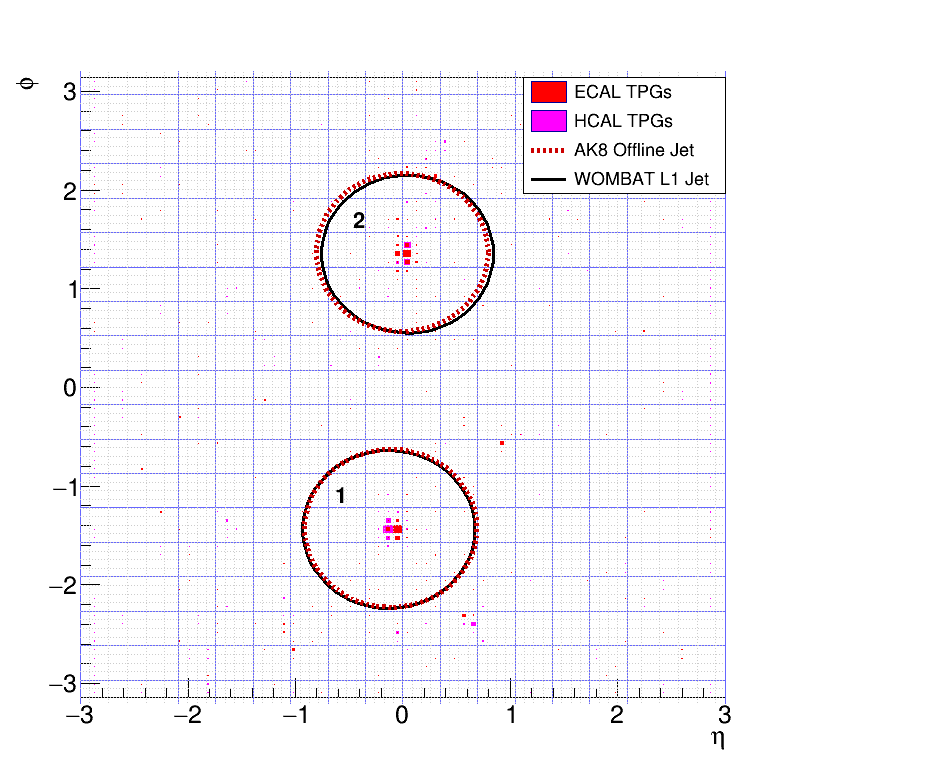 ϕ
3
2
1
0
−1
−2
−3
ECAL TPGs
HCAL TPGs
AK8 Offline Jet
WOMBAT L1 Jet
2
1
−3 −2 −1 0 1 2 3
η